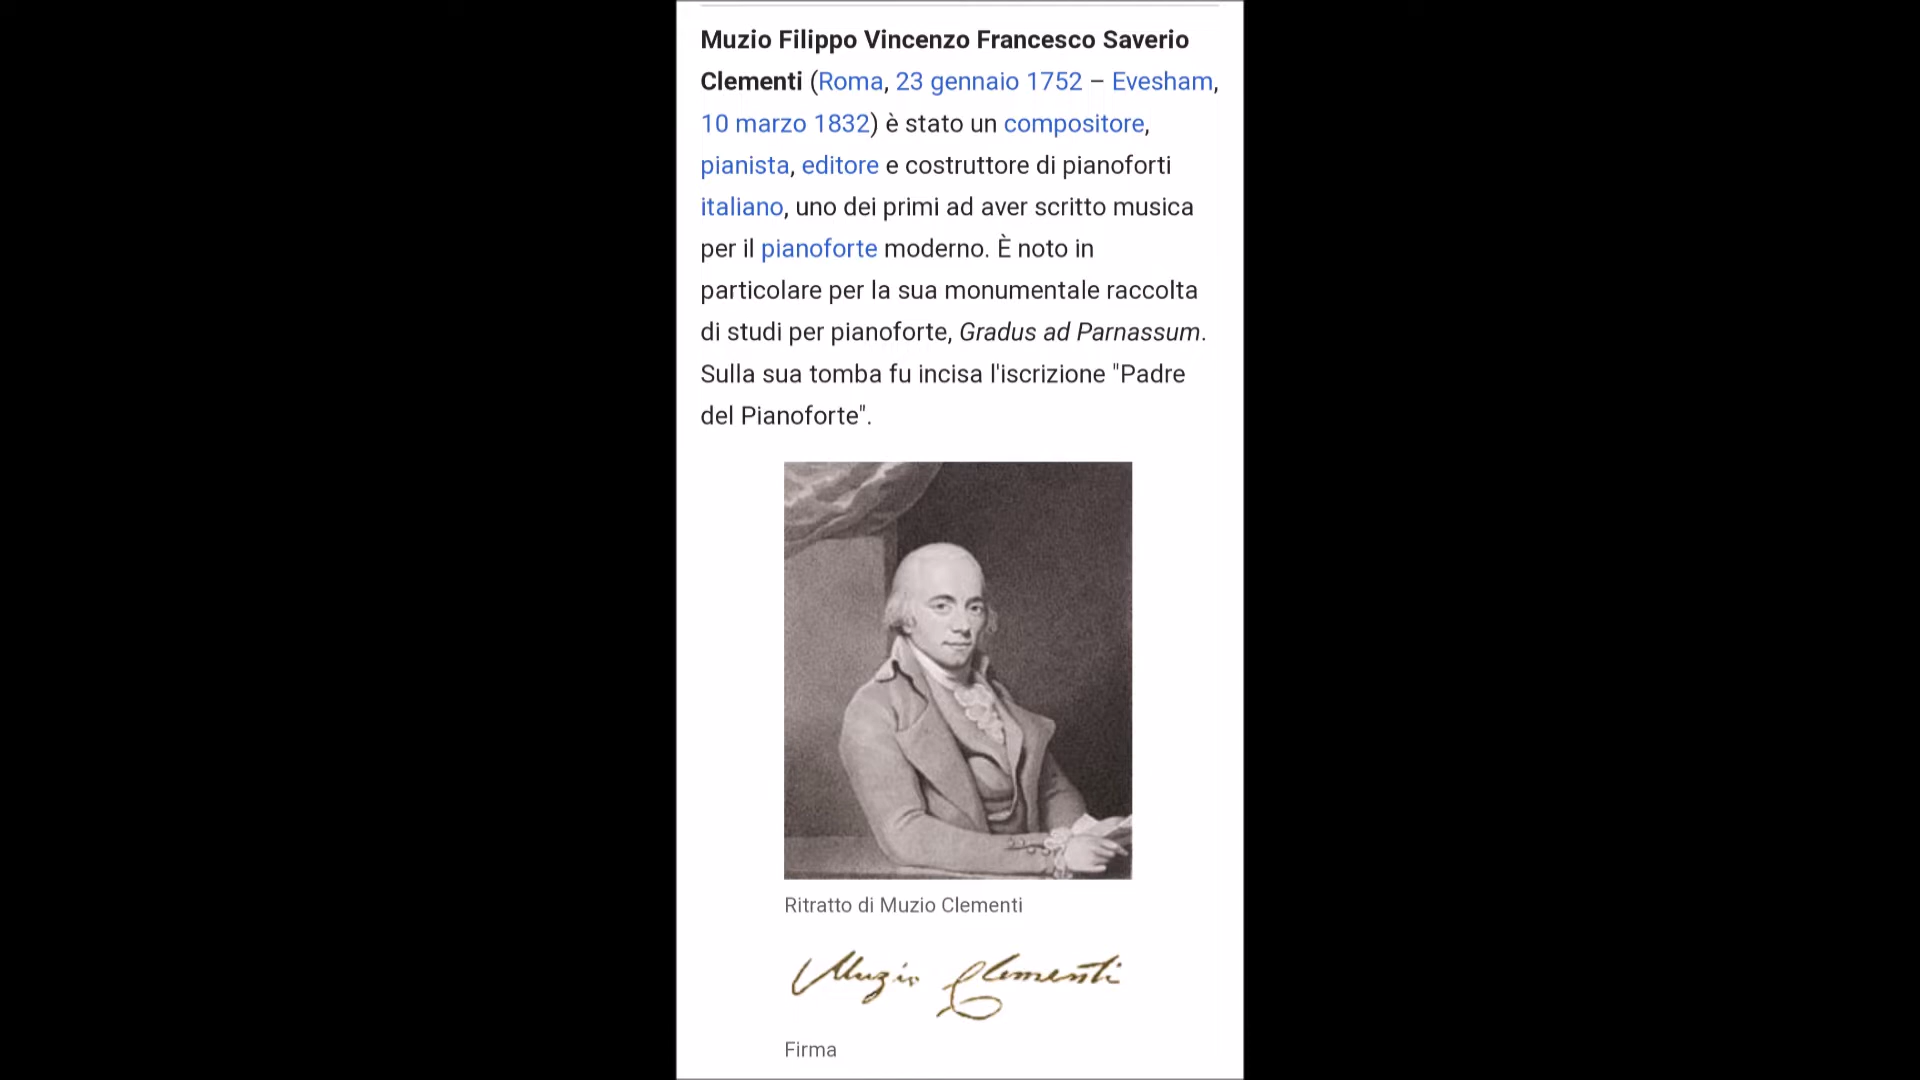 Muzio Filippo Vincenzo Francesco Saverio
Clementi (Roma, 23 gennaio 1752 – Evesham,
10 marzo 1832) è stato un compositore,
pianista, editore e costruttore di pianoforti
italiano, uno dei primi ad aver scritto musica
per il pianoforte moderno. È noto in
particolare per la sua monumentale raccolta
di studi per pianoforte, Gradus ad Parnassum.
Sulla sua tomba fu incisa l'iscrizione "Padre
del Pianoforte".
Ritratto di Muzio Clementi
Muzio Clementi
Firma